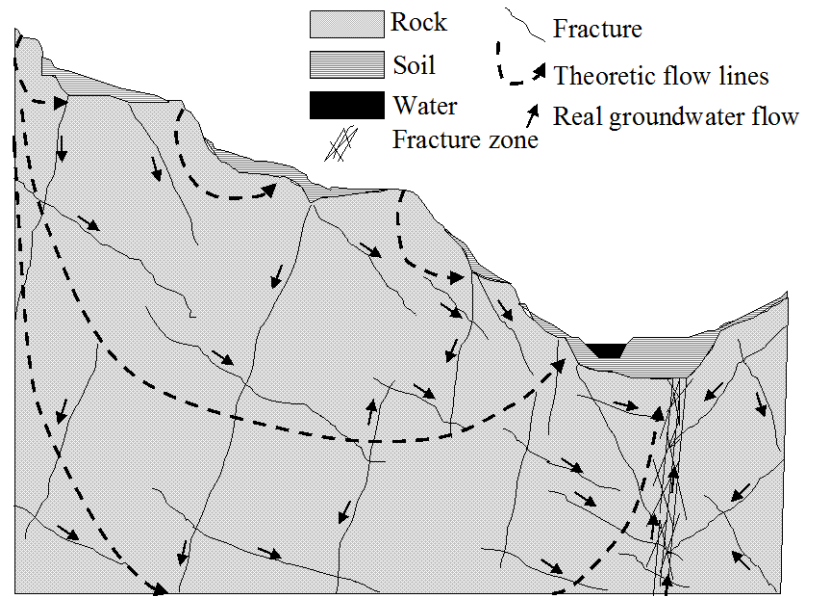 Rock
Soil
Water
Fracture zone
Fracture
Theoretic flow lines
Real groundwater flow